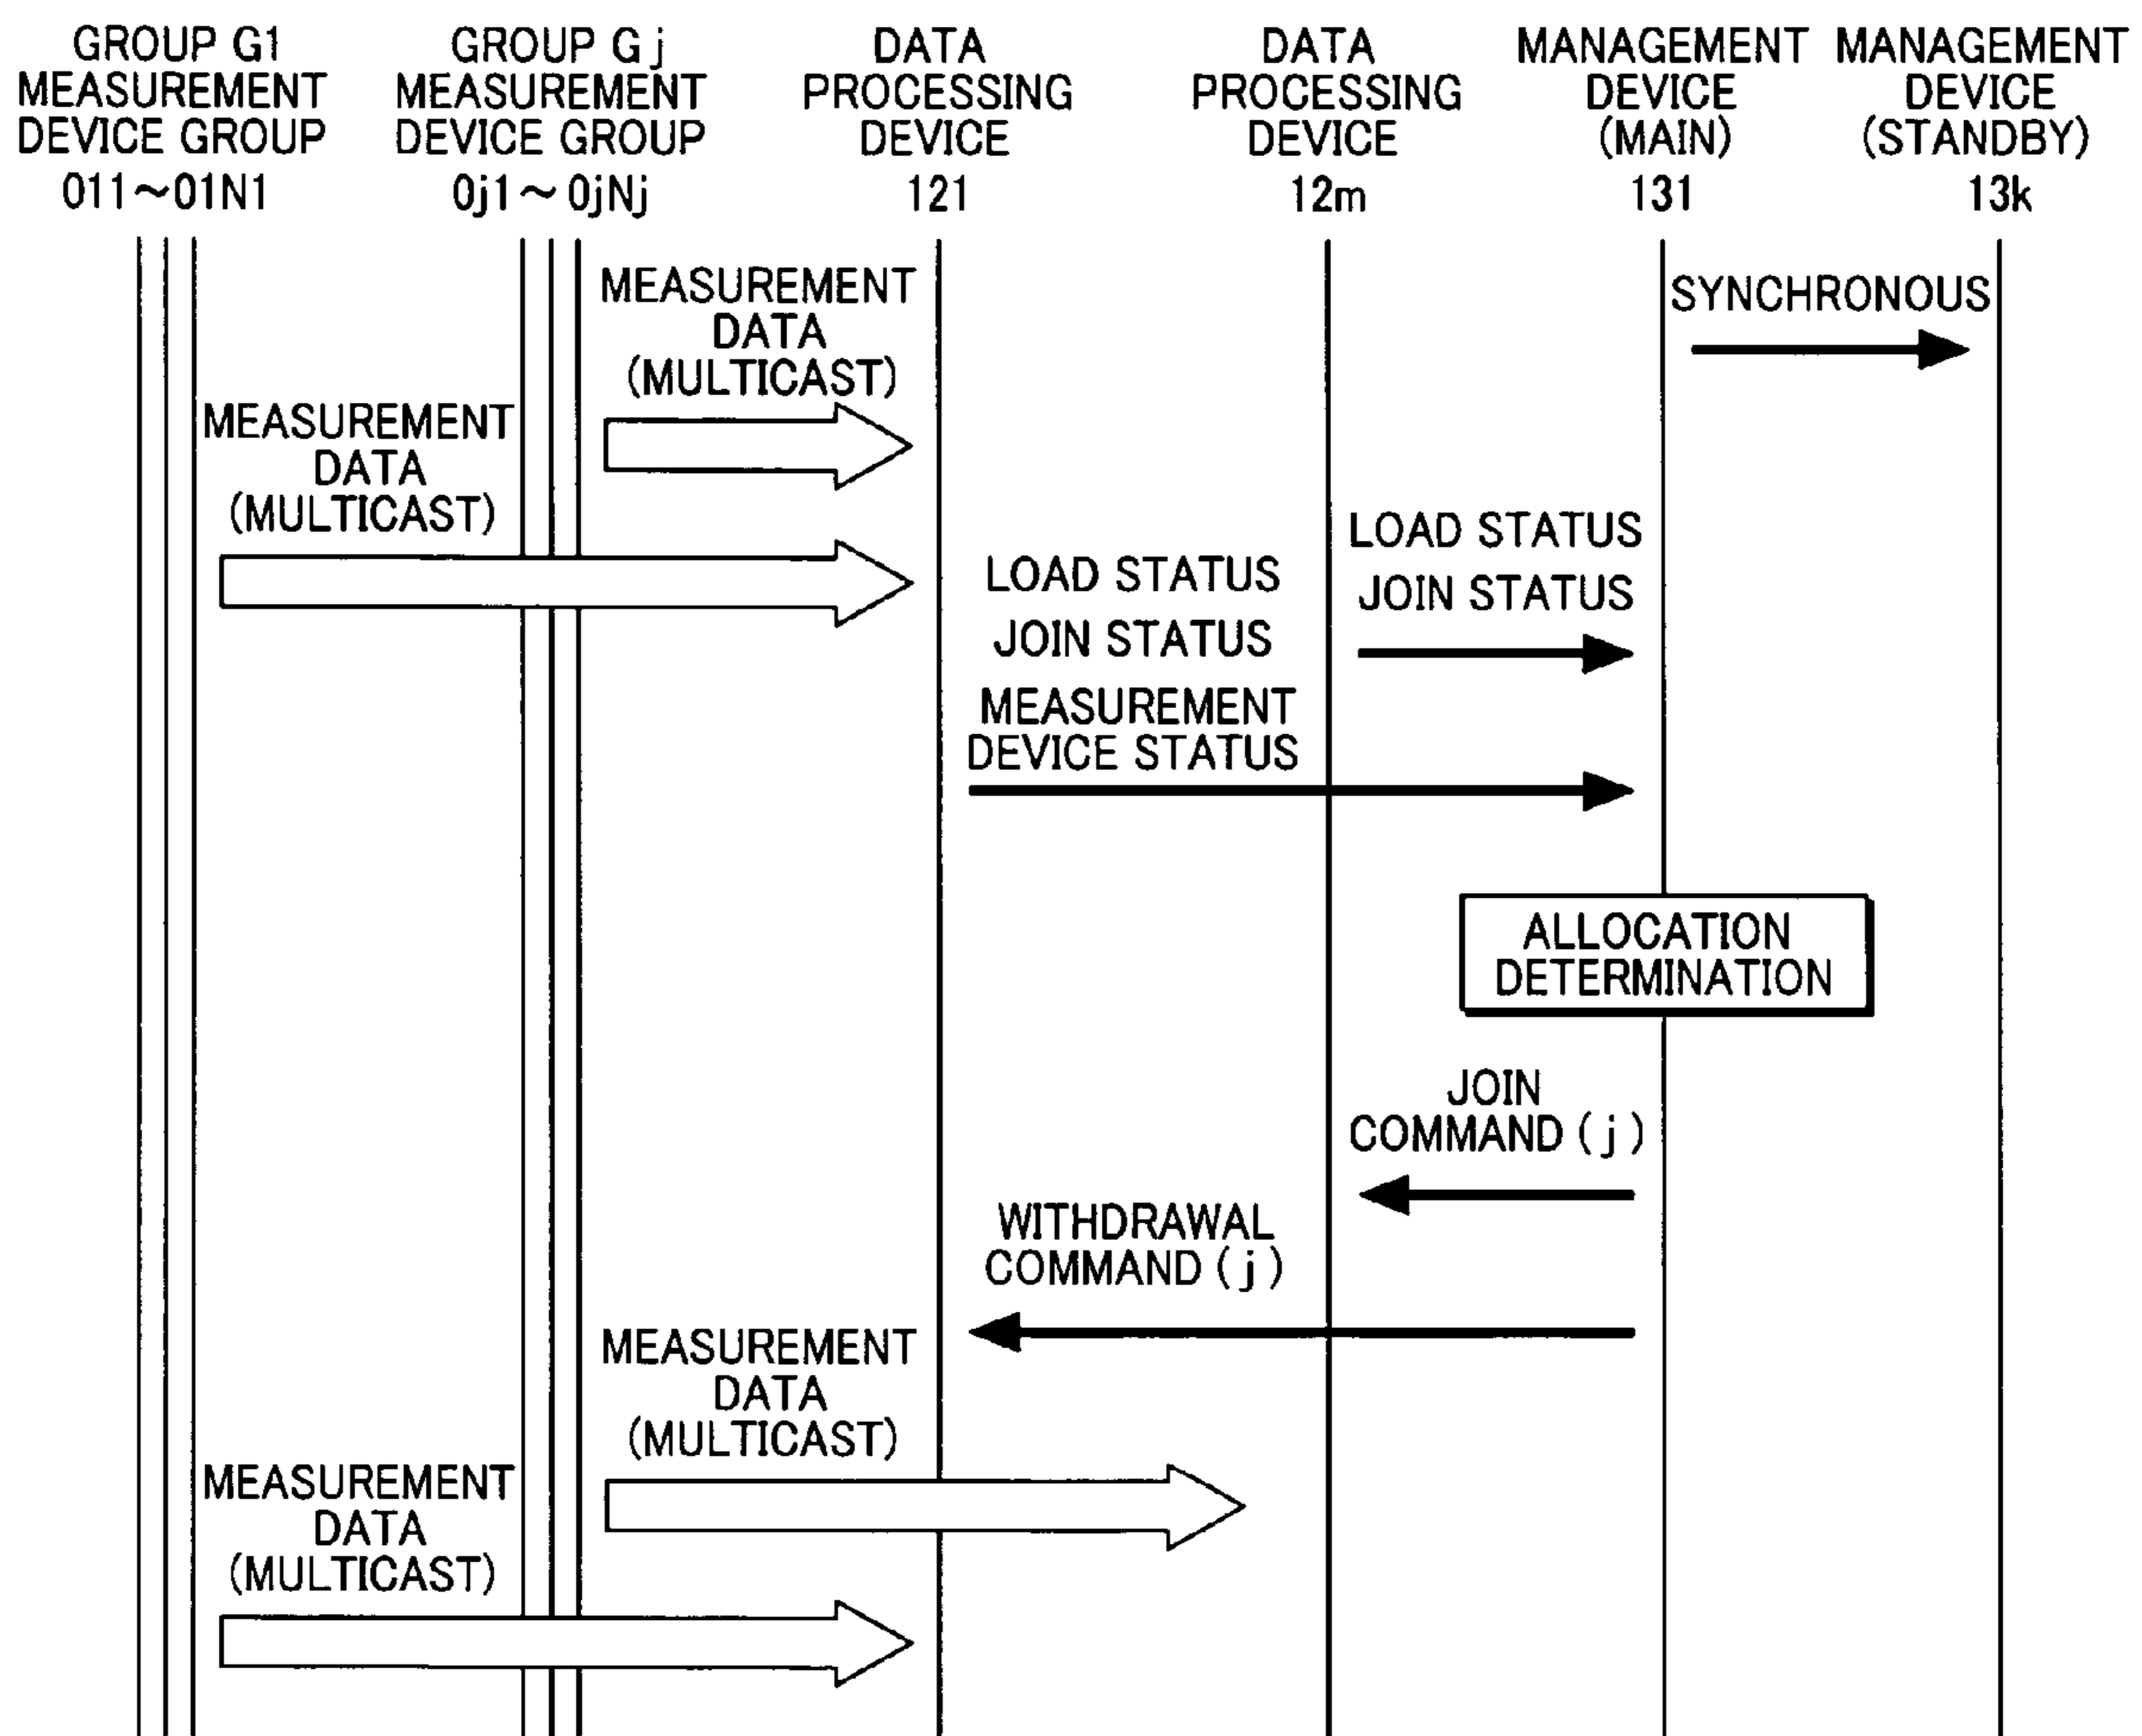 GROUP G1
MEASUREMENT
DEVICE GROUP
011~01N1
GROUP Gj
MEASUREMENT
DEVICE GROUP
0j1~0jNj
DATA
PROCESSING
DEVICE
121
DATA
PROCESSING
DEVICE
12m
MANAGEMENT
DEVICE
(MAIN)
131
MANAGEMENT
DEVICE
(STANDBY)
13k
SYNCHRONOUS
MEASUREMENT
DATA
(MULTICAST)
MEASUREMENT
DATA
(MULTICAST)
LOAD STATUS
JOIN STATUS
LOAD STATUS
JOIN STATUS
MEASUREMENT
DEVICE STATUS
ALLOCATION
DETERMINATION
JOIN
COMMAND (j)
WITHDRAWAL
COMMAND (j)
MEASUREMENT
DATA
(MULTICAST)
MEASUREMENT
DATA
(MULTICAST)